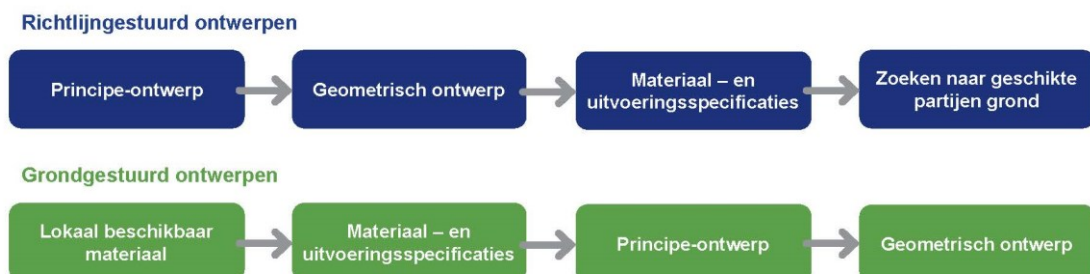 Richtlijngestuurd ontwerpen
Principe-ontwerp
Geometrisch ontwerp
Materiaal – en
uitvoeringsspecificaties
Zoeken naar geschikte
partijen grond
Grondgestuurd ontwerpen
Lokaal beschikbaar
materiaal
Materiaal – en
uitvoeringsspecificaties
Principe-ontwerp
Geometrisch ontwerp